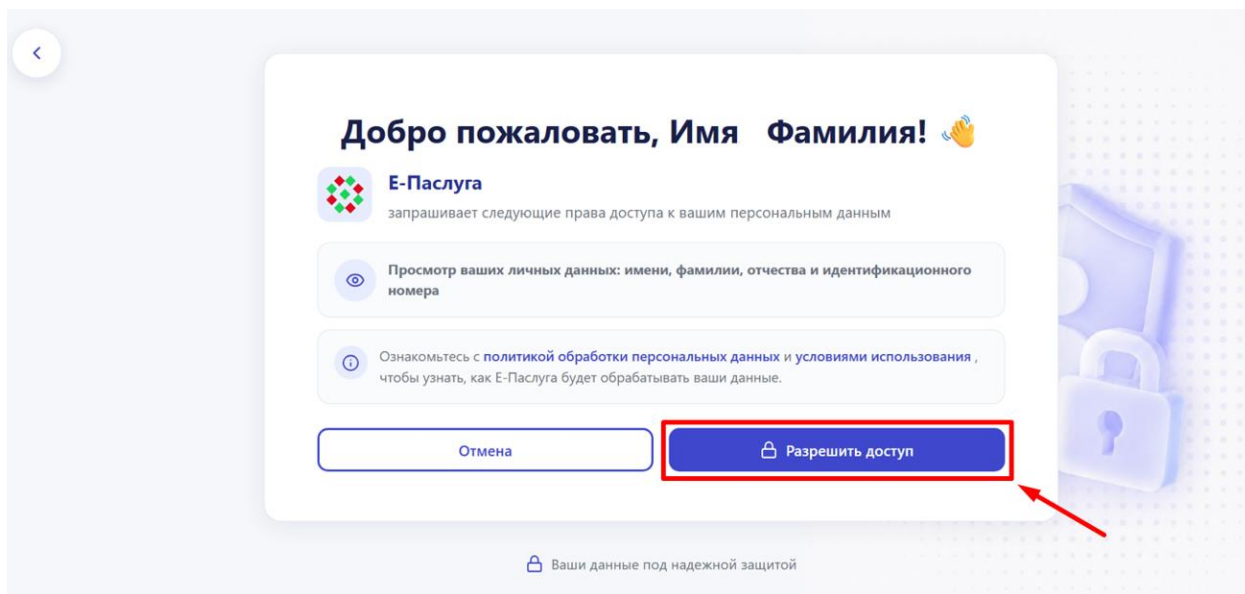 Добро пожаловать, Имя Фамилия!
Е-Паслуга
запрашивает следующие права доступа к вашим персональным данным
Просмотр ваших личных данных: имени, фамилии, отчества и идентификационного
номера
Ознакомьтесь с политикой обработки персональных данных и условиями использования ,
чтобы узнать, как Е-Паслуга будет обрабатывать ваши данные.
Отмена
Разрешить доступ
Ваши данные под надежной защитой